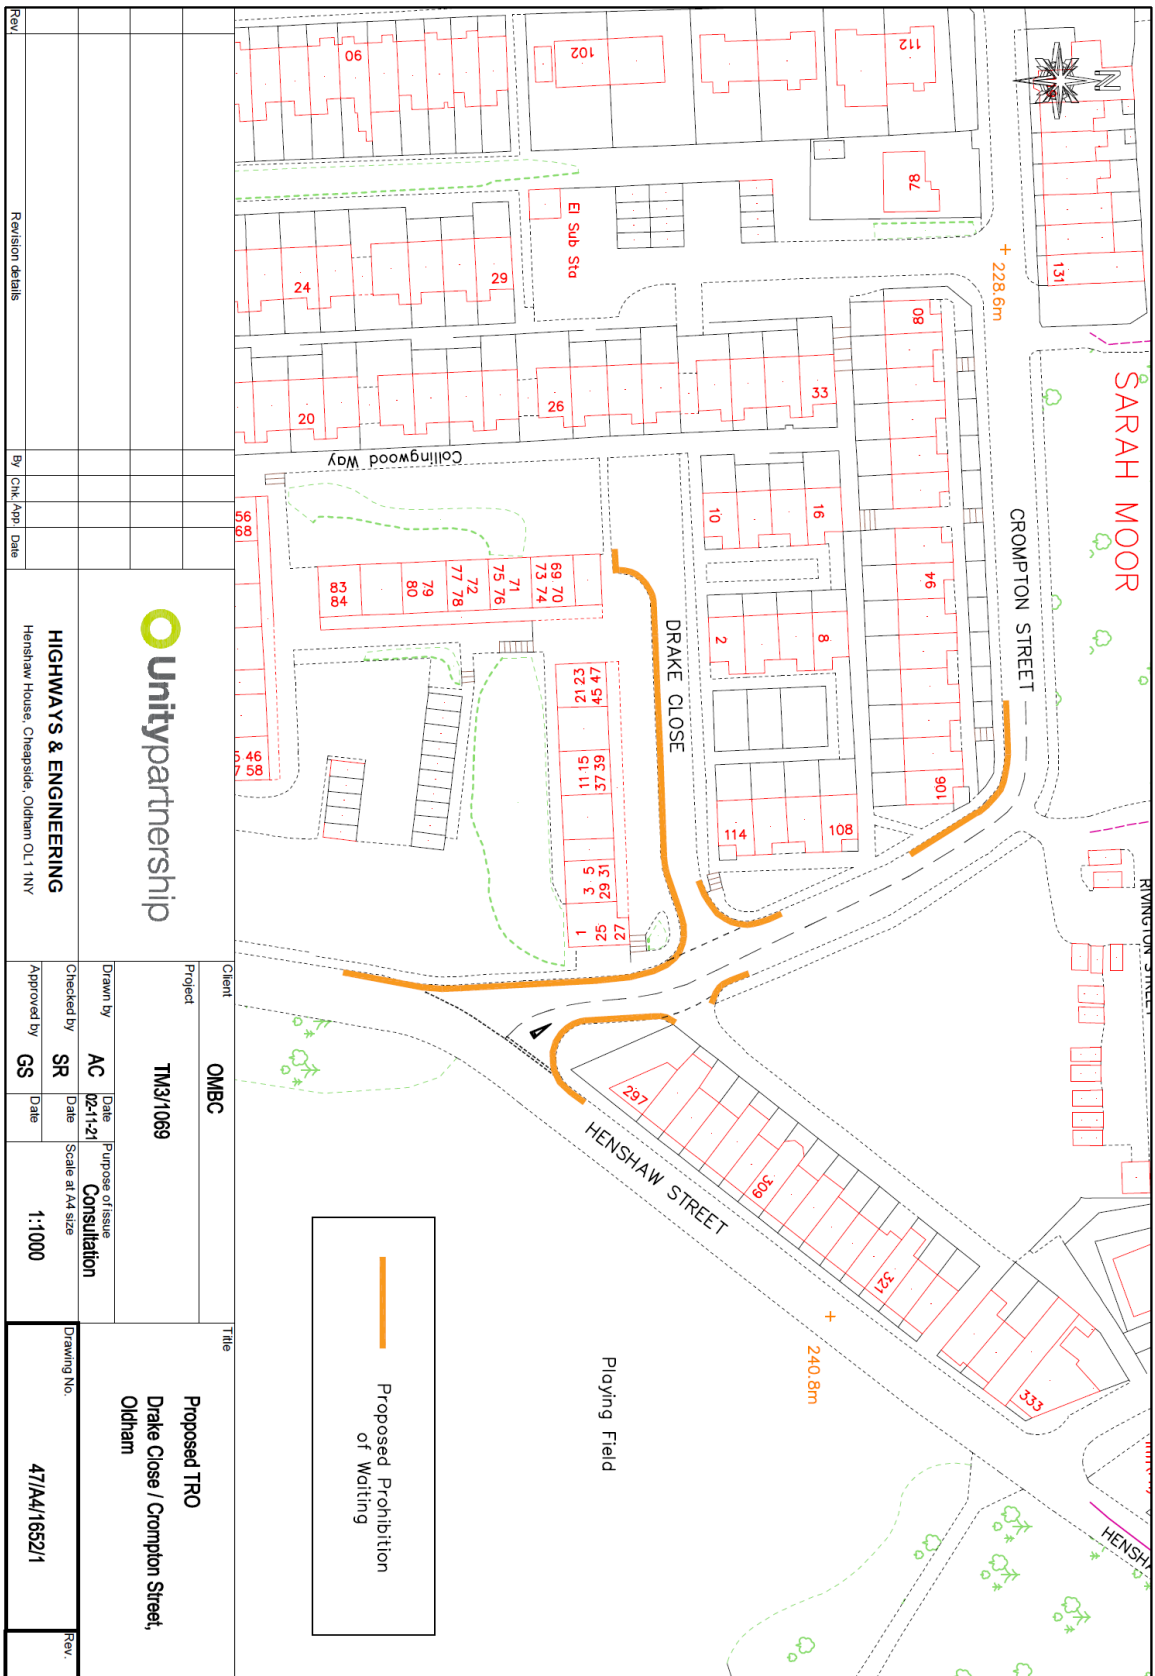 N
112
102
90
78
131
228.6m
El Sub Sta
29
24
SARAH MOOR
80
33
26
20
Collingwood Way
CROMPTON STREET
94
106
16
10
8
2
DRAKE CLOSE
114
108
56
68
83
84
79
80
77 72
78
75 71
76
69 70
73 74
21 23
45 47
11 15
37 39
3 5
29 31
1
25
27
46
58
RIVINGTON STREET
297
309
321
333
HENSHAW STREET
240.8m
Playing Field
HENSHA
Proposed Prohibition
of Waiting
Rev
Revision details
By
Chk
App.
Date
Unitypartnership
HIGHWAYS & ENGINEERING
Henshaw House, Cheapside, Oldham OL1 1NY
Client
OMBC
Project
TM3/1069
Drawn by
AC
Date
02-11-21
Checked by
SR
Date
Approved by
GS
Date
Purpose of issue
Consultation
Scale at A4 size
1:1000
Title
Proposed TRO
Drake Close / Crompton Street,
Oldham
Drawing No.
47/A4/1652/1
Rev.